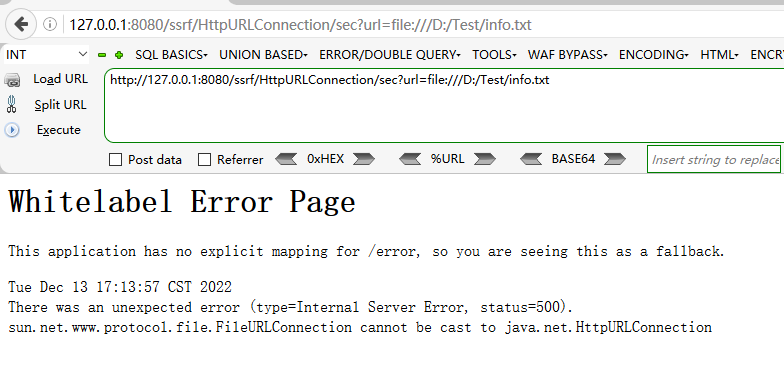 127.0.0.1:8080/ssrf/HttpURLConnection/sec?url=file:///D:/Test/info.txt
INT SQL BASICS UNION BASED ERROR/DOUBLE QUERY TOOLS WAF BYPASS ENCODING HTML ENCR
Load URL http://127.0.0.1:8080/ssrf/HttpURLConnection/sec?url=file:///D:/Test/info.txt
Split URL
Execute
Post data Referrer 0xHEX %URL BASE64 Insert string to replace
Whitelabel Error Page
This application has no explicit mapping for /error, so you are seeing this as a fallback.
Tue Dec 13 17:13:57 CST 2022
There was an unexpected error (type=Internal Server Error, status=500).
sun.net.www.protocol.file.FileURLConnection cannot be cast to java.net.HttpURLConnection